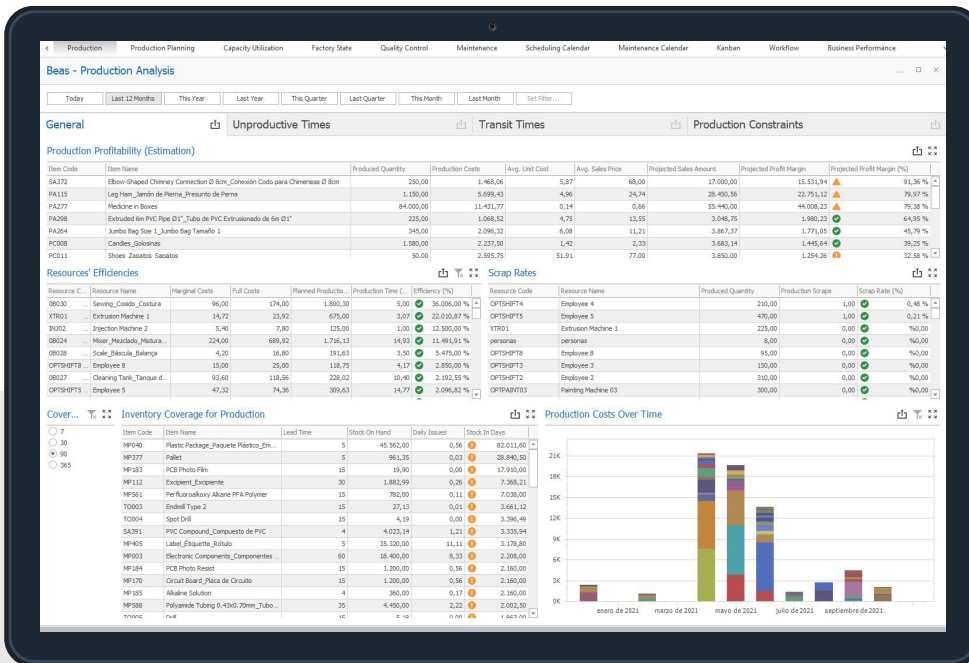 Production Production Planning Capacity Utilization Factory State Quality Control Maintenance Scheduling Calendar Maintenance Calendar Kanban Workflow Business Performance
Beas - Production Analysis
Today Last 12 Months This Year Last Year This Quarter Last Quarter This Month Last Month Set Filter...
General Unproductive Times Transit Times Production Constraints
Production Profitability (Estimation)
Item Code Item Name Produced Quantity Production Costs Avg. Unit Cost Avg. Sales Price Projected Sales Amount Projected Profit Margin Projected Profit Margin (%)
SA372 Elbow-Shaped Chimney Connection Ø 8cm_Conexión Codo para Chimeneas Ø 8cm 250,00 1.468,06 5,87 68,00 17.000,00 15.531,94 91,36 %
PA115 Leg Ham_Jamón de Pierna_Presunto de Perna 1.150,00 5.699,43 4,96 24,74 28.450,56 22.751,12 79,97 %
PA277 Medicine in Boxes 84.000,00 11.431,77 0,14 0,66 55.440,00 44.008,23 79,38 %
PA298 Extruded 6m PVC Pipe Ø1"_Tubo de PVC Extrusionado de 6m Ø1" 225,00 1.068,52 4,75 13,55 3.048,75 1.980,23 64,95 %
PA264 Jumbo Bag Size 1_Jumbo Bag Tamaño 1 345,00 2.096,32 6,08 11,21 3.867,37 1.771,05 45,79 %
PC008 Candies_Golosinas 1.580,00 2.237,50 1,42 2,33 3.683,14 1.445,64 39,25 %
PC011 Shoes_Zapatos_Sapatos 50,00 2.595,75 51,91 77,00 3.850,00 1.254,26 32,58 %
Resources' Efficiencies
Resource C... Resource Name Marginal Costs Full Costs Planned Productio... Production Time (... Efficiency (%)
0B030 ... Sewing_Cosido_Costura 96,00 174,00 1.800,30 5,00 36.006,00 %
XTR01 ... Extrusion Machine 1 14,72 23,92 675,00 3,07 22.010,87 %
INJ02 ... Injection Machine 2 5,40 7,80 125,00 1,00 12.500,00 %
0B024 ... Mixer_Mezclado_Mistura... 224,00 689,92 1.716,13 14,93 11.491,91 %
0B028 ... Scale_Báscula_Balança 4,20 16,80 191,63 3,50 5.475,00 %
OPTSHIFT8 ... Employee 8 15,00 25,00 118,75 4,17 2.850,00 %
0B027 ... Cleaning Tank_Tanque d... 93,60 118,56 228,02 10,40 2.192,55 %
OPTSHIFT5 ... Employee 5 47,32 74,36 309,63 14,77 2.096,82 %
Scrap Rates
Resource Code Resource Name Produced Quantity Production Scraps Scrap Rate (%)
OPTSHIFT4 Employee 4 210,00 1,00 0,48 %
OPTSHIFT5 Employee 5 470,00 1,00 0,21 %
XTR01 Extrusion Machine 1 225,00 0,00 %0,00
personas personas 8,00 0,00 %0,00
OPTSHIFT8 Employee 8 95,00 0,00 %0,00
OPTSHIFT3 Employee 3 150,00 0,00 %0,00
OPTSHIFT2 Employee 2 310,00 0,00 %0,00
OPTPAINT03 Painting Machine 03 300,00 0,00 %0,00
Cover...
7
30
90
365
Inventory Coverage for Production
Item Code Item Name Lead Time Stock On Hand Daily Issues Stock In Days
MP040 Plastic Package_Paquete Plástico_Em... 5 45.562,00 0,56 82.011,60
MP377 Pallet 5 961,35 0,03 28.840,50
MP183 PCB Photo Film 15 19,90 0,00 17.910,00
MP112 Excipient_Excipiente 30 1.882,99 0,26 7.368,21
MP561 Perfluoroalkoxy Alkane PFA Polymer 15 782,00 0,11 7.038,00
TO003 Endmill Type 2 15 27,13 0,01 3.661,12
TO004 Spot Drill 15 4,19 0,00 3.396,49
SA391 PVC Compound_Compuesto de PVC 4 4.023,14 1,21 3.335,94
MP405 Label_Etiquette_Rótulo 5 35.320,00 11,11 3.178,80
MP003 Electronic Components_Componentes ... 60 18.400,00 8,33 2.208,00
MP184 PCB Photo Resist 15 1.200,00 0,56 2.160,00
MP170 Circuit Board_Placa de Circuito 15 1.200,00 0,56 2.160,00
MP185 Alkaline Solution 4 360,00 0,17 2.160,00
MP588 Polyamide Tubing 0.43x0.70mm_Tubo... 35 4.450,00 2,22 2.002,50
TO005 Drill 15 5,18 0,00
Production Costs Over Time
21K
18K
15K
12K
9K
6K
3K
0K
enero de 2021 marzo de 2021 mayo de 2021 julio de 2021 septiembre de 2021